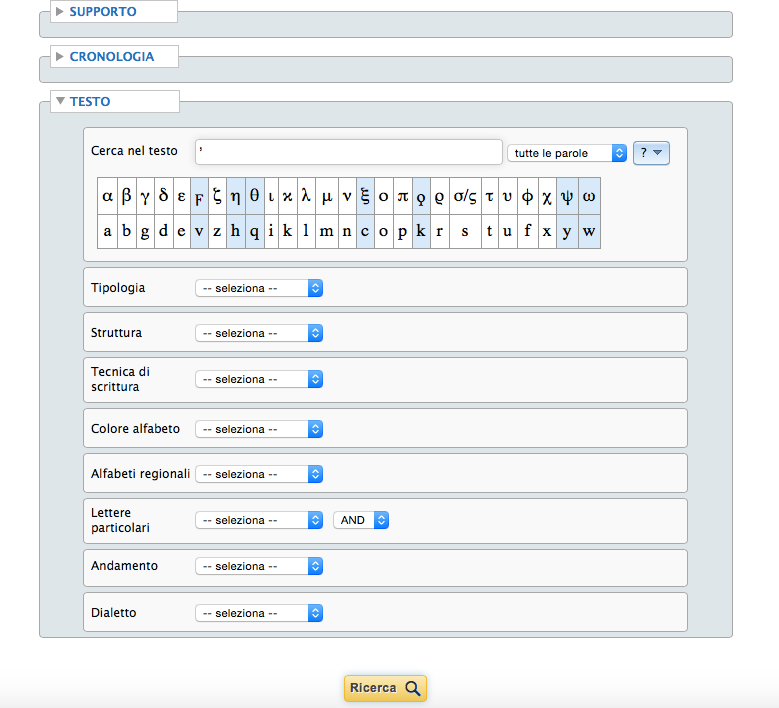 SUPPORTO
CRONOLOGIA
TESTO
Cerca nel testo ʼ tutte le parole ?
α β γ δ ε ϝ ζ η θ ι ϰ λ μ ν ξ ο π ϙ ϱ σ/ς τ υ ϕ χ ψ ω
a b g d e v z h q i k l m n c o p k r s t u f x y w
Tipologia -- seleziona --
Struttura -- seleziona --
Tecnica di
scrittura -- seleziona --
Colore alfabeto -- seleziona --
Alfabeti regionali -- seleziona --
Lettere
particolari -- seleziona -- AND
Andamento -- seleziona --
Dialetto -- seleziona --
Ricerca